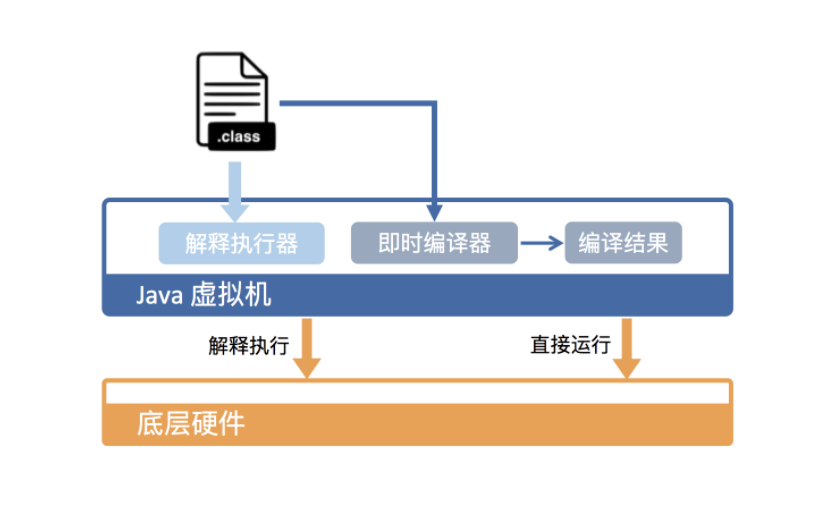 .class
解释执行器
即时编译器
编译结果
Java 虚拟机
解释执行
直接运行
底层硬件